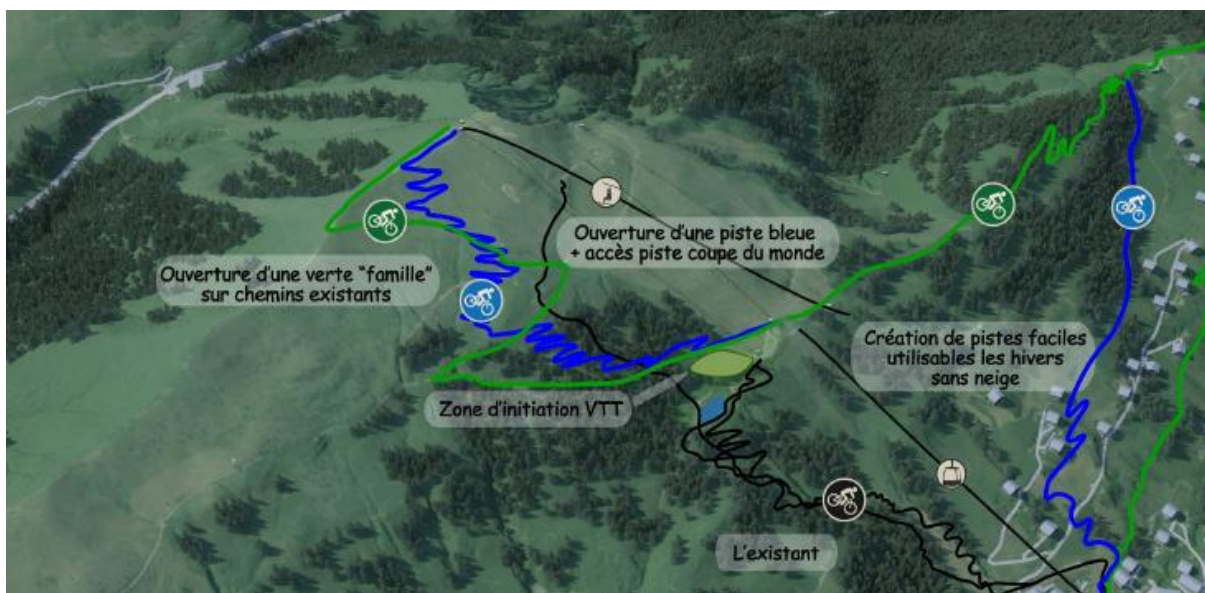 Ouverture d'une piste bleue
+ accès piste coupe du monde
Ouverture d'une verte "famille"
sur chemins existants
Création de pistes faciles
utilisables les hivers
sans neige
Zone d'initiation VTT
L'existant